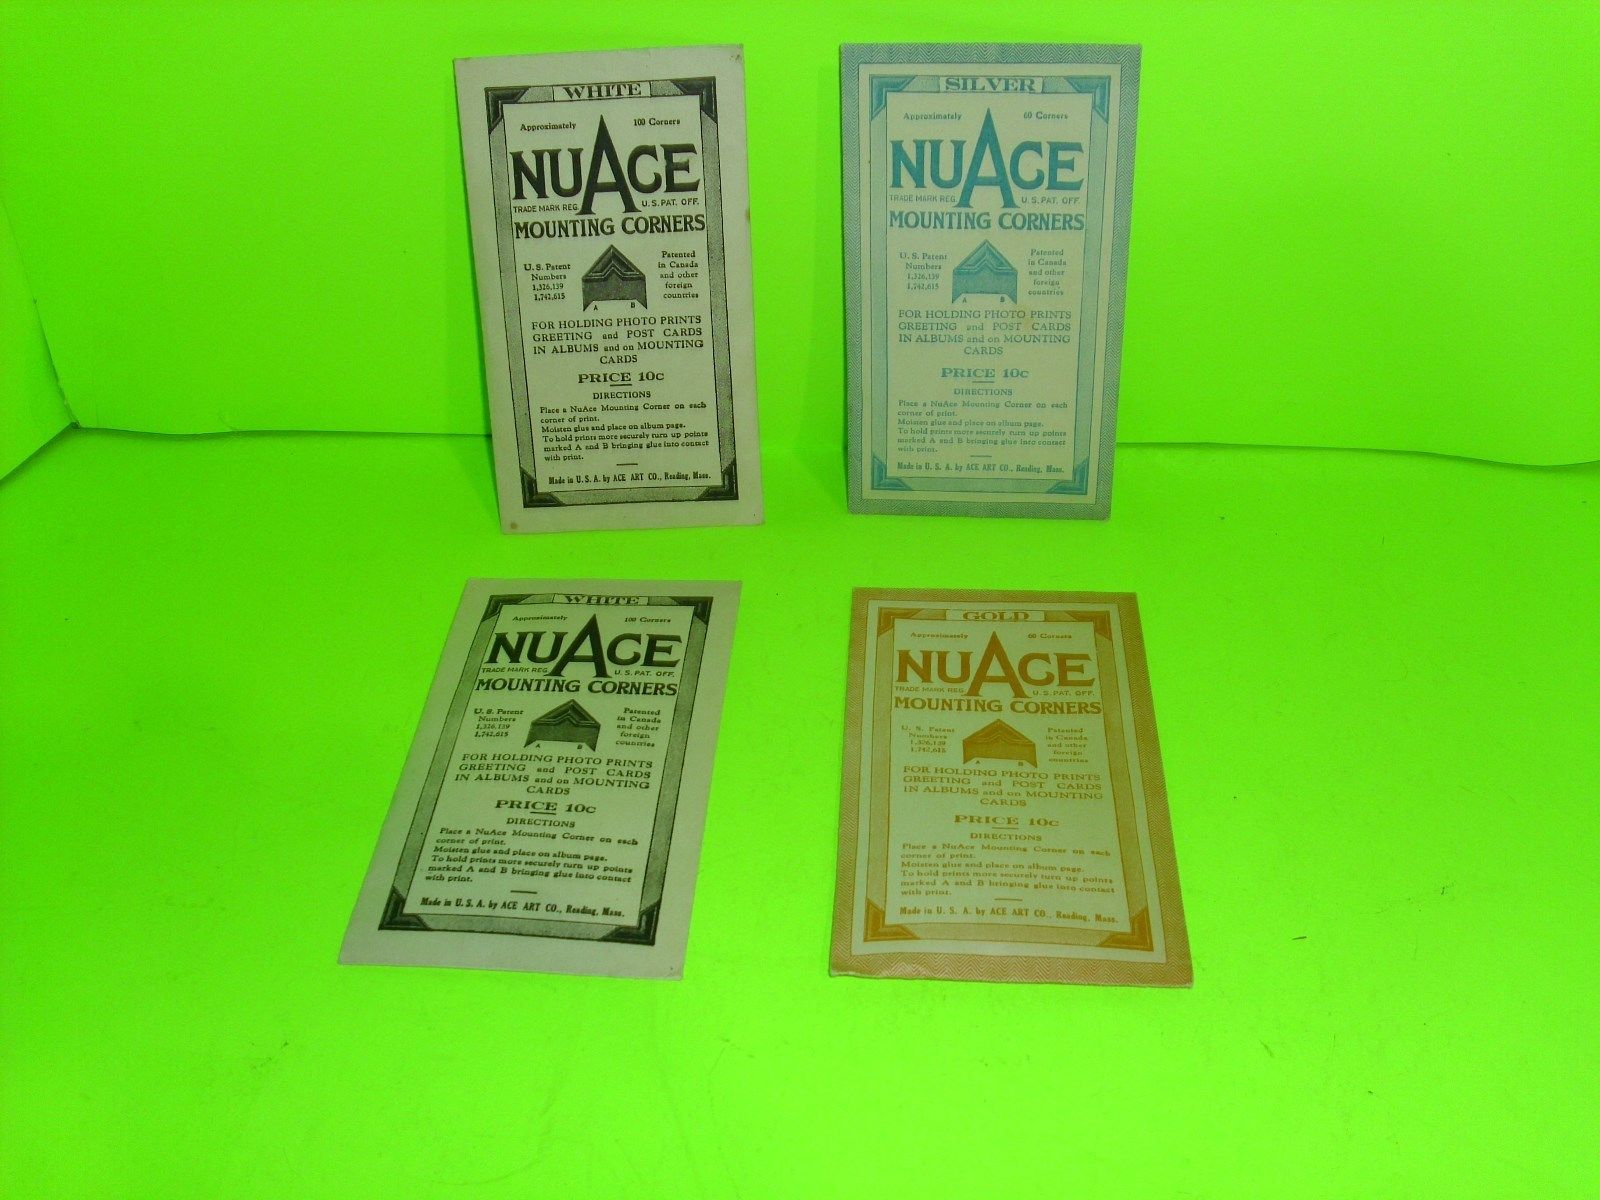 WHITE
Approximately 100 Corners
NUACE
TRADE MARK REG. U.S. PAT. OFF.
MOUNTING CORNERS
U. S. Patent
Numbers
1,326,139
1,742,615
Patented
in Canada
and other
foreign
countries
A B
FOR HOLDING PHOTO PRINTS
GREETING and POST CARDS
IN ALBUMS and on MOUNTING
CARDS
PRICE 10c
DIRECTIONS
Place a NuAce Mounting Corner on each
corner of print.
Moisten glue and place on album page.
To hold prints more securely turn up points
marked A and B bringing glue into contact
with print.
Made in U. S. A. by ACE ART CO., Reading, Mass.
SILVER
Approximately 60 Corners
NUACE
TRADE MARK REG. U.S. PAT. OFF.
MOUNTING CORNERS
U. S. Patent
Numbers
1,326,139
1,742,615
Patented
in Canada
and other
foreign
countries
A B
FOR HOLDING PHOTO PRINTS
GREETING and POST CARDS
IN ALBUMS and on MOUNTING
CARDS
PRICE 10c
DIRECTIONS
Place a NuAce Mounting Corner on each
corner of print.
Moisten glue and place on album page.
To hold prints more securely turn up points
marked A and B bringing glue into contact
with print.
Made in U. S. A. by ACE ART CO., Reading, Mass.
WHITE
Approximately 100 Corners
NUACE
TRADE MARK REG. U.S. PAT. OFF.
MOUNTING CORNERS
U. S. Patent
Numbers
1,326,139
1,742,615
Patented
in Canada
and other
foreign
countries
A B
FOR HOLDING PHOTO PRINTS
GREETING and POST CARDS
IN ALBUMS and on MOUNTING
CARDS
PRICE 10c
DIRECTIONS
Place a NuAce Mounting Corner on each
corner of print.
Moisten glue and place on album page.
To hold prints more securely turn up points
marked A and B bringing glue into contact
with print.
Made in U. S. A. by ACE ART CO., Reading, Mass.
GOLD
Approximately 60 Corners
NUACE
TRADE MARK REG. U.S. PAT. OFF.
MOUNTING CORNERS
U. S. Patent
Numbers
1,326,139
1,742,615
Patented
in Canada
and other
foreign
countries
A B
FOR HOLDING PHOTO PRINTS
GREETING and POST CARDS
IN ALBUMS and on MOUNTING
CARDS
PRICE 10c
DIRECTIONS
Place a NuAce Mounting Corner on each
corner of print.
Moisten glue and place on album page.
To hold prints more securely turn up points
marked A and B bringing glue into contact
with print.
Made in U. S. A. by ACE ART CO., Reading, Mass.